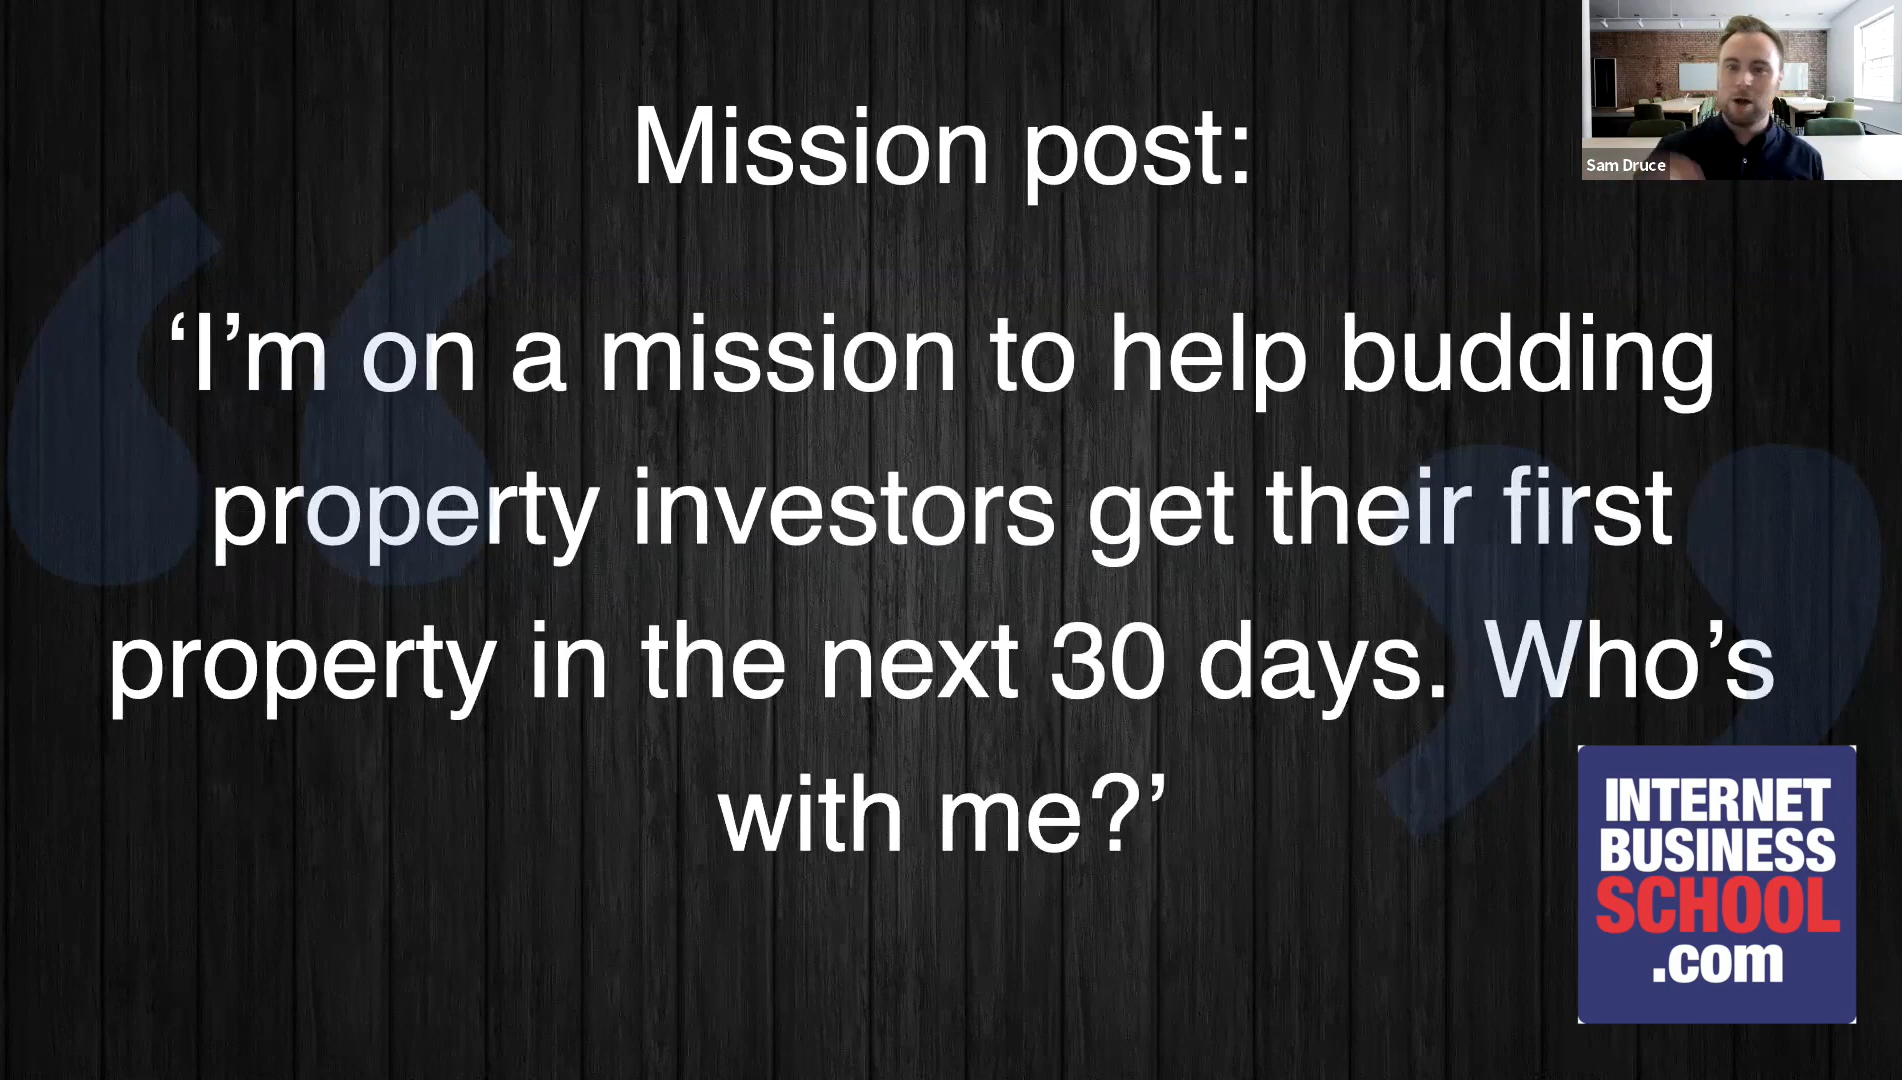 Mission post:
‘I’m on a mission to help budding
property investors get their first
property in the next 30 days. Who’s
with me?’
Sam Druce
INTERNET
BUSINESS
SCHOOL
.com